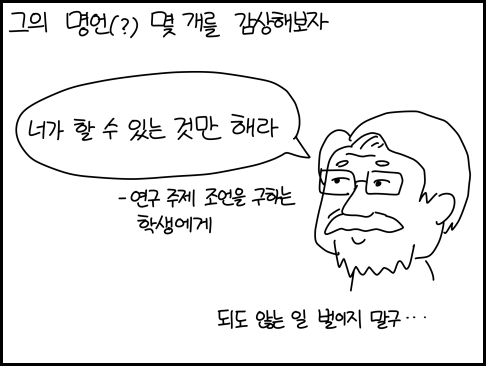 그의 명언(?) 몇 개를 감상해보자
너가 할 수 있는 것만 해라
- 연구 주제 조언을 구하는
학생에게
되도 않는 일 벌이지 말구...